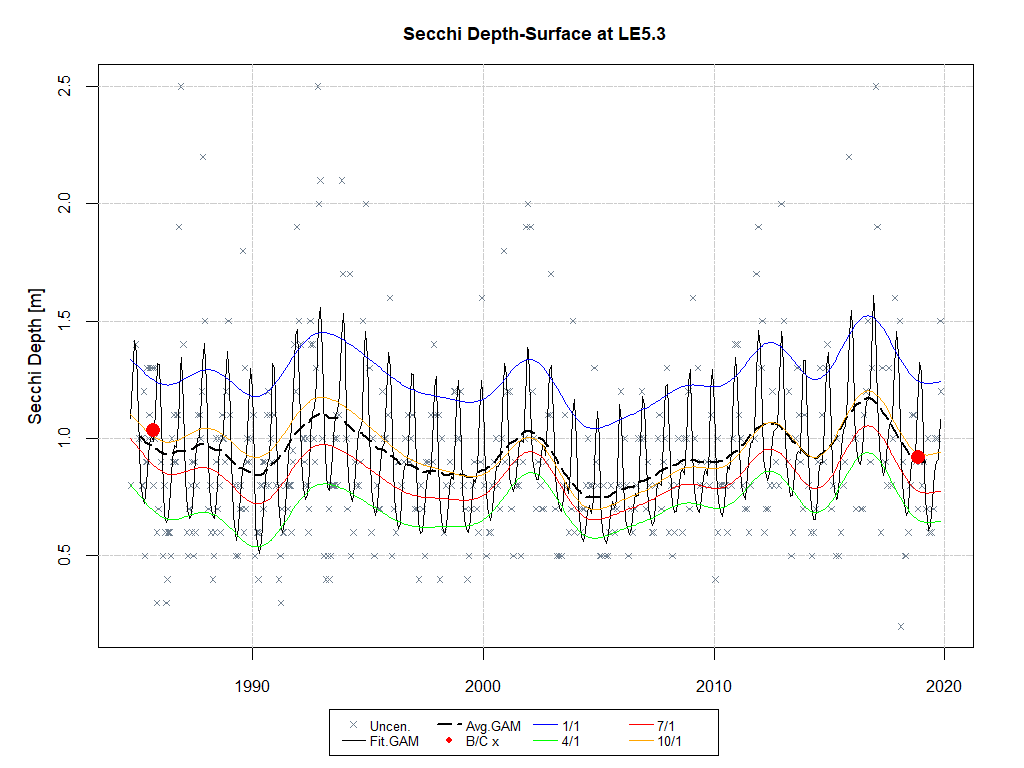 Secchi Depth-Surface at LE5.3
Secchi Depth [m]
2.5
2.0
1.5
1.0
0.5
1990 2000 2010 2020
Uncen. Avg.GAM 1/1 7/1
Fit.GAM B/C x 4/1 10/1